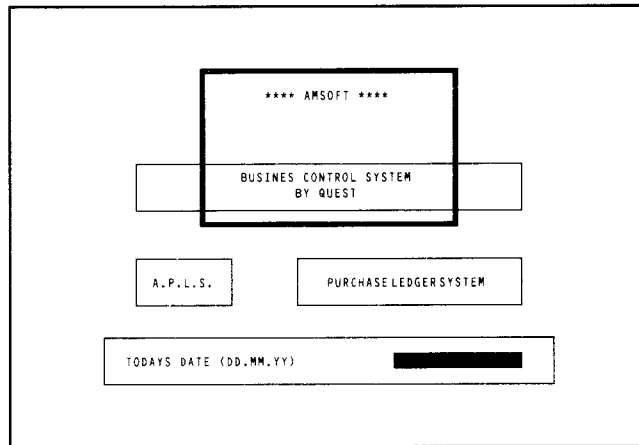 **** AMSOFT ****
BUSINES CONTROL SYSTEM
BY QUEST
A.P.L.S.
PURCHASELEDGERSYSTEM
TODAYS DATE (DD.MM.YY)